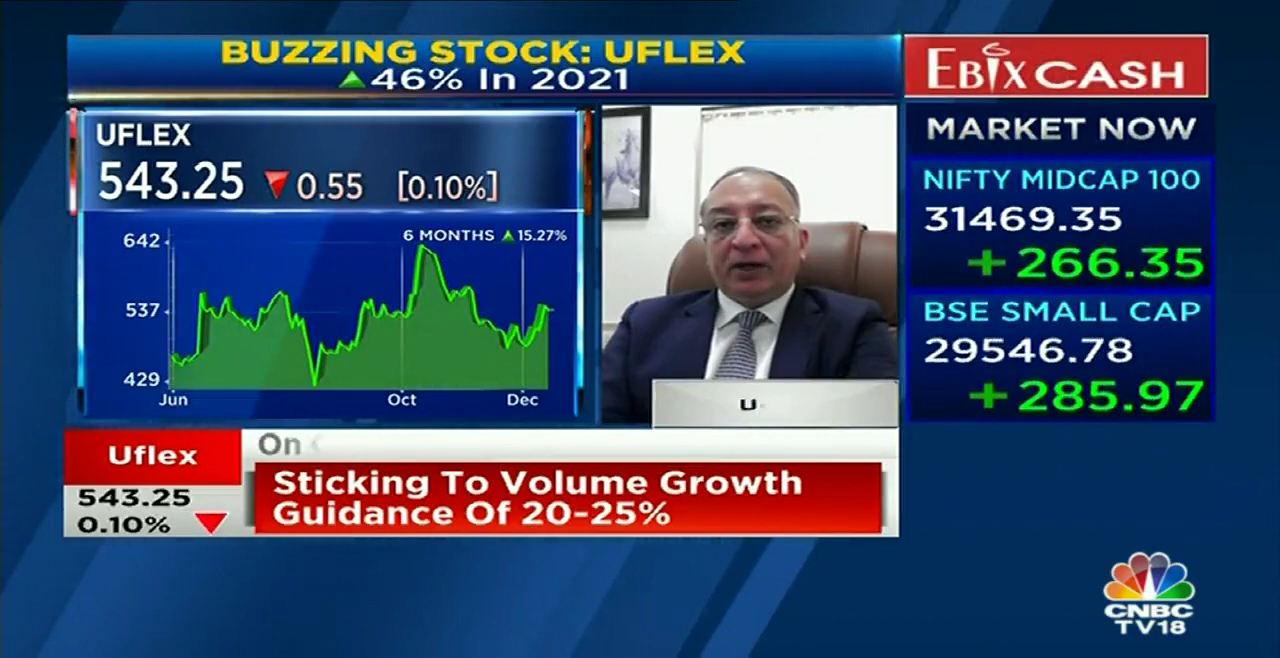 BUZZING STOCK: UFLEX
▲46% In 2021
EBIXCASH
UFLEX
543.25 ▼ 0.55 [0.10%]
6 MONTHS ▲ 15.27%
642
537
429
Jun Oct Dec
MARKET NOW
NIFTY MIDCAP 100
31469.35
+266.35
BSE SMALL CAP
29546.78
+285.97
U
Uflex
543.25
0.10% ▼
On
Sticking To Volume Growth
Guidance Of 20-25%
CNBC
TV18